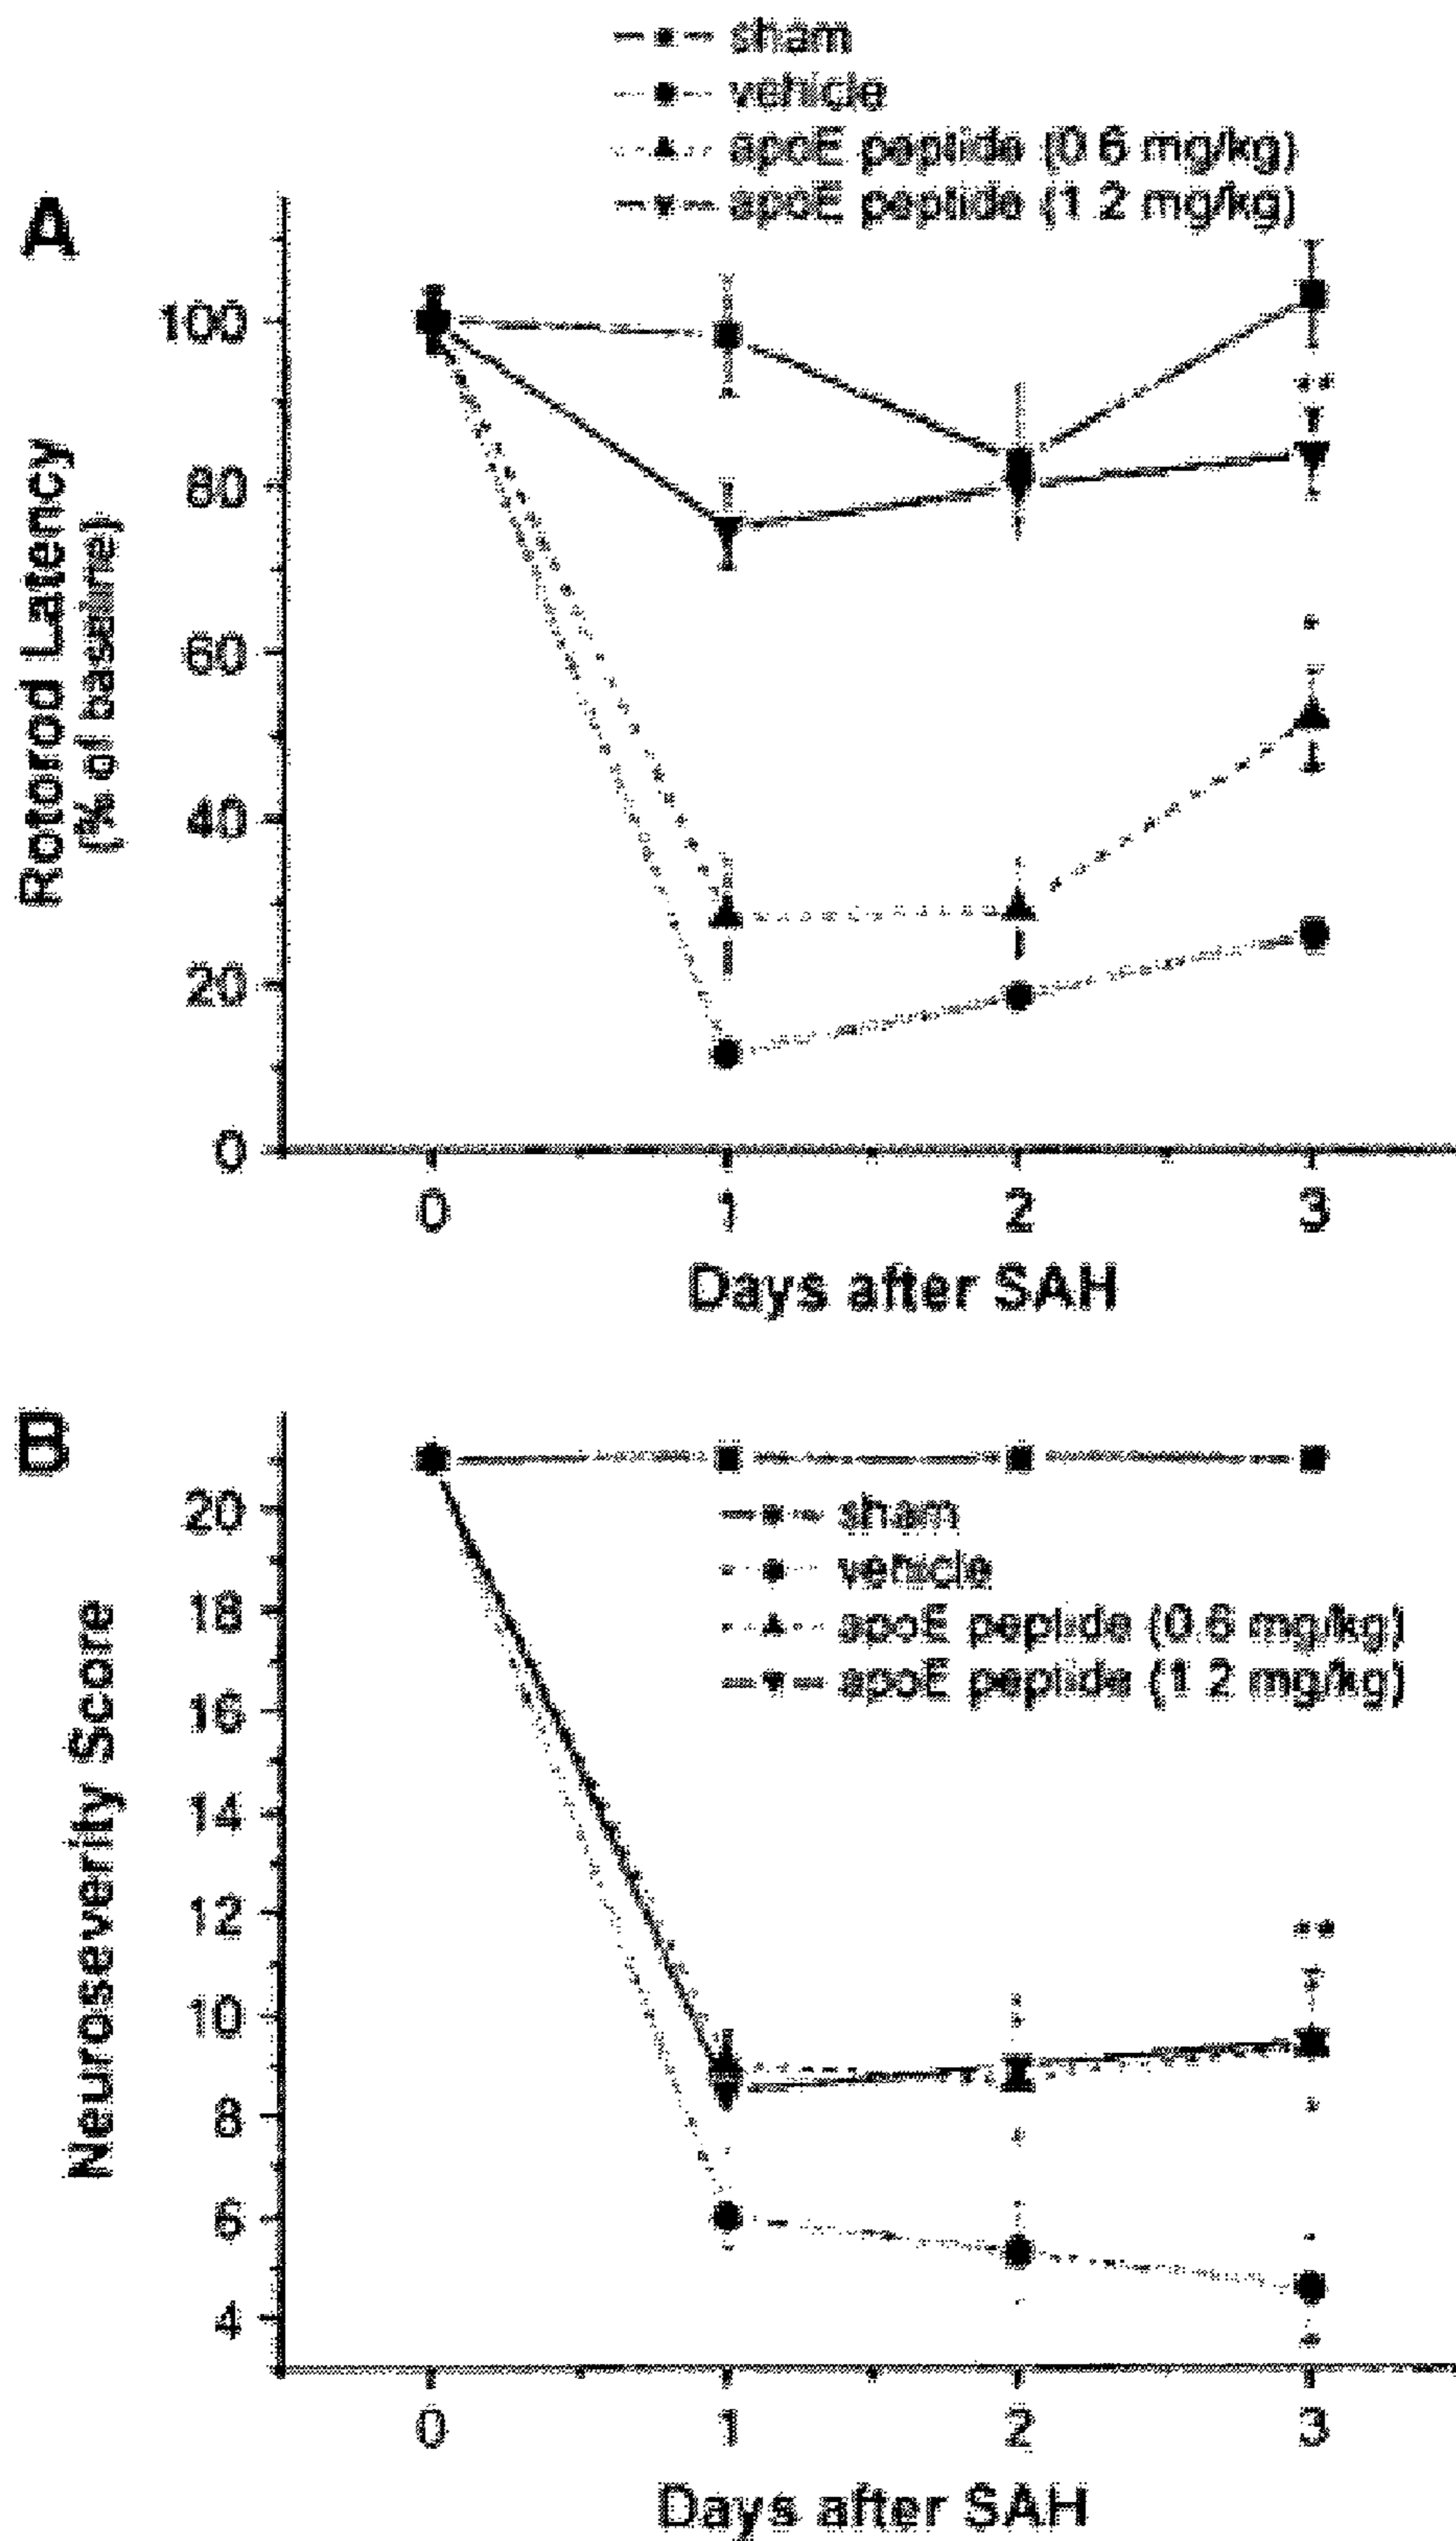 sham
vehicle
apoE peptide (0 6 mg/kg)
apoE peptide (1 2 mg/kg)
A
100
80
60
40
20
0
Rotorod Latency
(% of baseline)
0 1 2 3
**
*
Days after SAH
B
20
18
16
14
12
10
8
6
4
Neuroseverity Score
sham
vehicle
apoE peptide (0 6 mg/kg)
apoE peptide (1 2 mg/kg)
**
0 1 2 3
Days after SAH